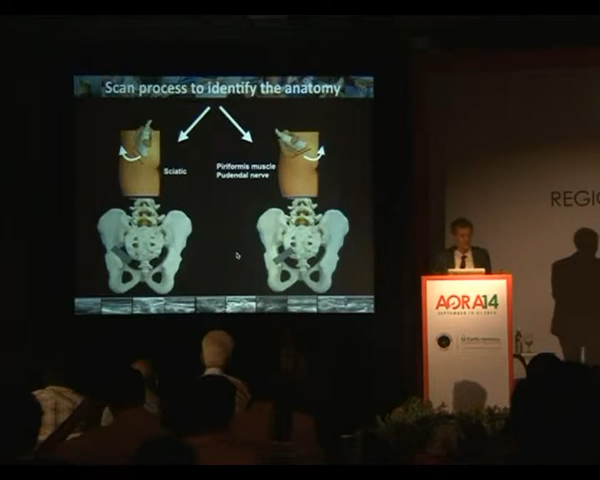 Scan process to identify the anatomy
Sciatic
Piriformis muscle
Pudendal nerve
REGIO
AORA14